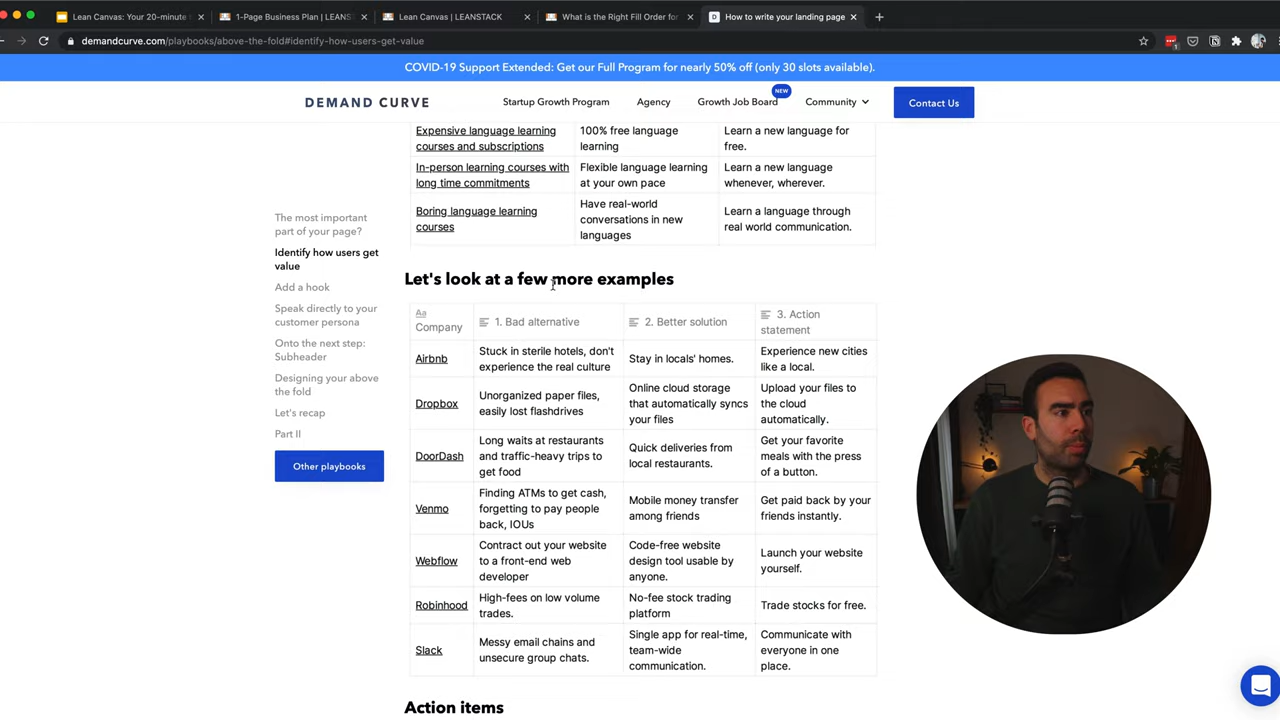 Lean Canvas: Your 20-minute
1-Page Business Plan | LEANS
Lean Canvas | LEANSTACK
What is the Right Fill Order for
How to write your landing page
demandcurve.com/playbooks/above-the-fold#identify-how-users-get-value
COVID-19 Support Extended: Get our Full Program for nearly 50% off (only 30 slots available).
DEMAND CURVE
Startup Growth Program
Agency
Growth Job Board
NEW
Community
Contact Us
The most important
part of your page?
Identify how users get
value
Add a hook
Speak directly to your
customer persona
Onto the next step:
Subheader
Designing your above
the fold
Let's recap
Part II
Other playbooks
Expensive language learning
courses and subscriptions
100% free language
learning
Learn a new language for
free.
In-person learning courses with
long time commitments
Flexible language learning
at your own pace
Learn a new language
whenever, wherever.
Boring language learning
courses
Have real-world
conversations in new
languages
Learn a language through
real world communication.
Let's look at a few more examples
Aa
Company
1. Bad alternative
2. Better solution
3. Action
statement
Airbnb
Stuck in sterile hotels, don't
experience the real culture
Stay in locals' homes.
Experience new cities
like a local.
Dropbox
Unorganized paper files,
easily lost flashdrives
Online cloud storage
that automatically syncs
your files
Upload your files to
the cloud
automatically.
DoorDash
Long waits at restaurants
and traffic-heavy trips to
get food
Quick deliveries from
local restaurants.
Get your favorite
meals with the press
of a button.
Venmo
Finding ATMs to get cash,
forgetting to pay people
back, IOUs
Mobile money transfer
among friends
Get paid back by your
friends instantly.
Webflow
Contract out your website
to a front-end web
developer
Code-free website
design tool usable by
anyone.
Launch your website
yourself.
Robinhood
High-fees on low volume
trades.
No-fee stock trading
platform
Trade stocks for free.
Slack
Messy email chains and
unsecure group chats.
Single app for real-time,
team-wide
communication.
Communicate with
everyone in one
place.
Action items